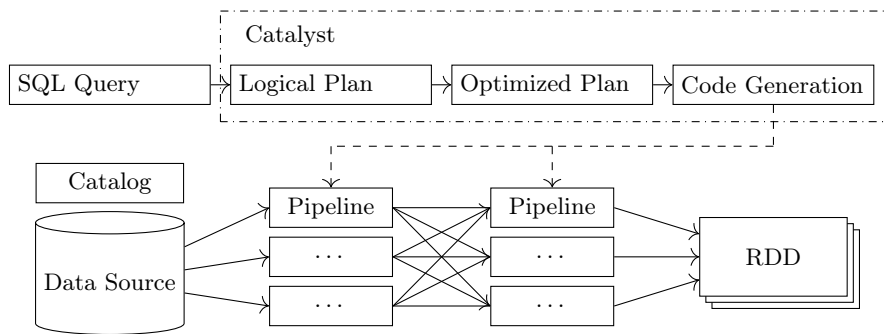 Catalyst
SQL Query
Logical Plan
Optimized Plan
Code Generation
Catalog
Pipeline
Pipeline
Data Source
...
...
RDD
...
...